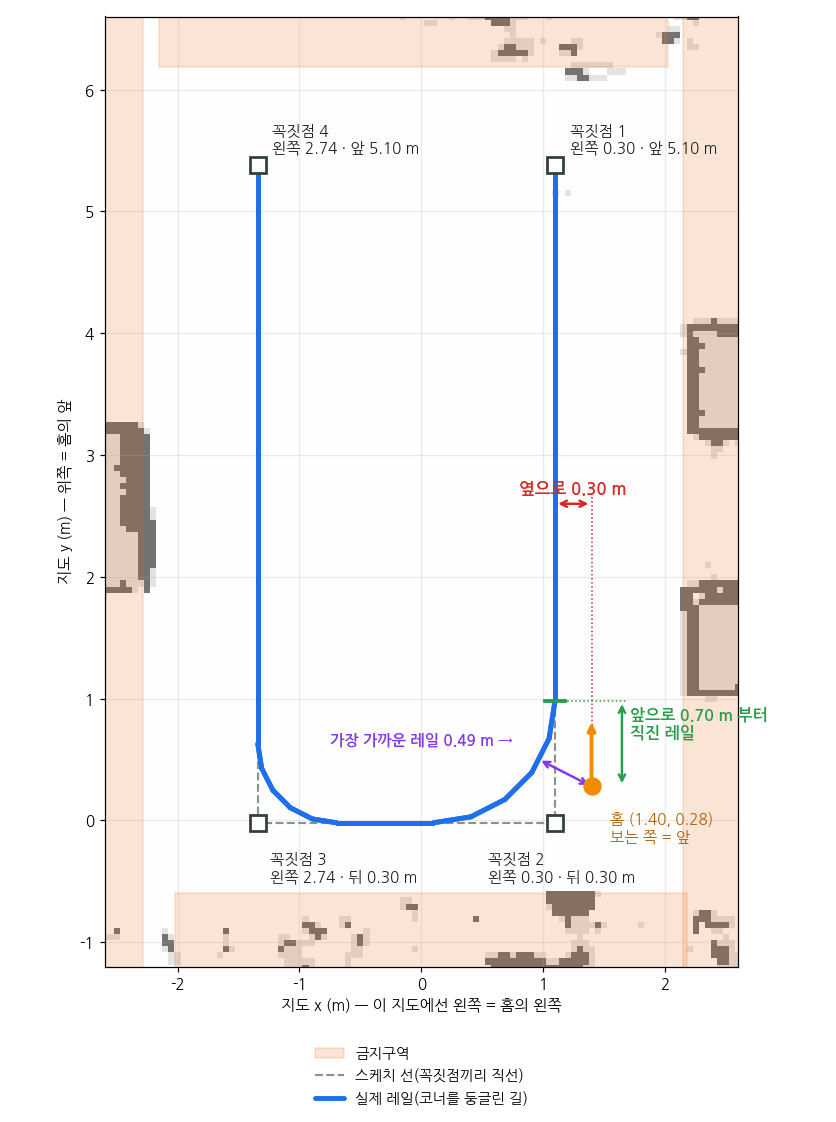 꼭짓점 4
왼쪽 2.74 · 앞 5.10 m
꼭짓점 1
왼쪽 0.30 · 앞 5.10 m
옆으로 0.30 m
앞으로 0.70 m 부터
직진 레일
가장 가까운 레일 0.49 m →
홈 (1.40, 0.28)
보는 쪽 = 앞
꼭짓점 3
왼쪽 2.74 · 뒤 0.30 m
꼭짓점 2
왼쪽 0.30 · 뒤 0.30 m
6
5
4
3
2
1
0
-1
지도 y (m) — 위쪽 = 홈의 앞
-2
-1
0
1
2
지도 x (m) — 이 지도에선 왼쪽 = 홈의 왼쪽
금지구역
스케치 선(꼭짓점끼리 직선)
실제 레일(코너를 둥글린 길)